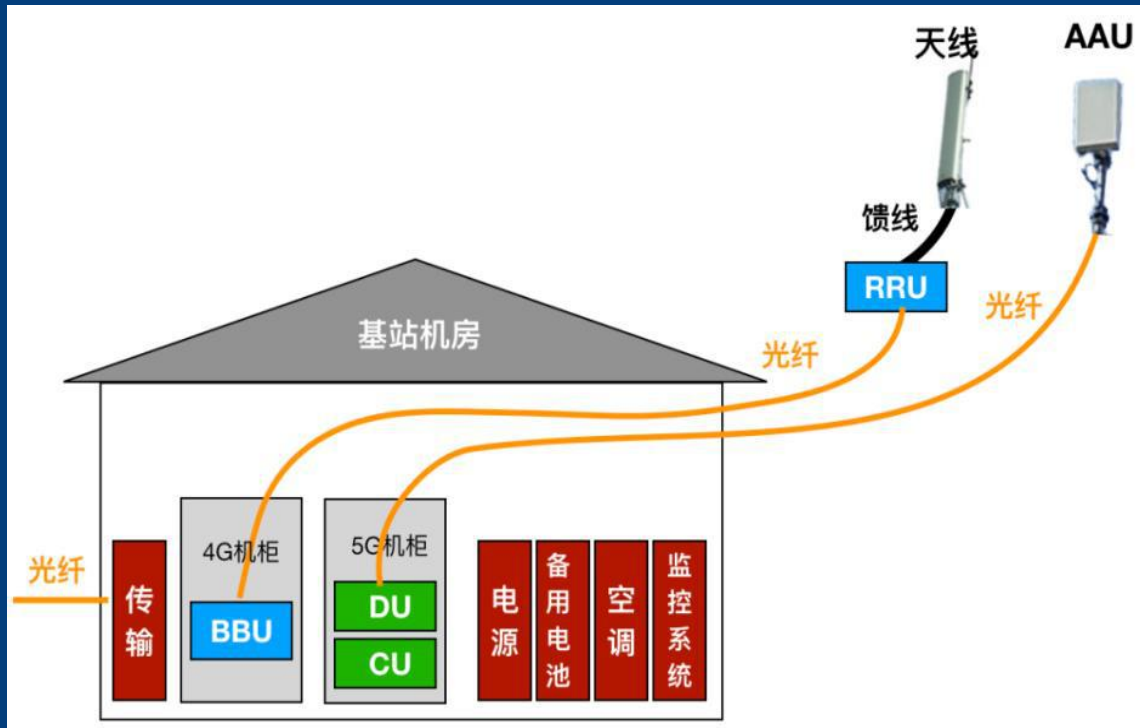 天线
AAU
馈线
RRU
光纤
光纤
基站机房
4G机柜
5G机柜
光纤
传输
BBU
DU
CU
电源
备用电池
空调
监控系统